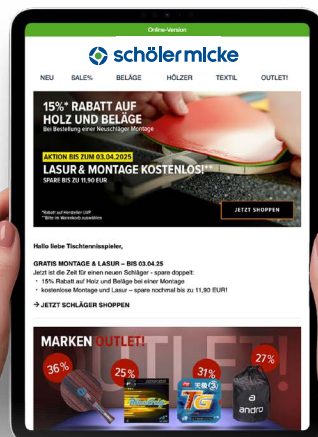 Online-Version
schölermicke
NEU SALE% BELÄGE HÖLZER TEXTIL OUTLET!
15%* RABATT AUF
HOLZ UND BELÄGE
Bei Bestellung einer Neuschläger Montage
AKTION BIS ZUM 03.04.2025
LASUR & MONTAGE KOSTENLOS!**
SPARE BIS ZU 11,90 EUR
*Rabatt auf Hersteller UVP
**Bitte im Warenkorb auswählen
JETZT SHOPPEN
Hallo liebe Tischtennisspieler,
GRATIS MONTAGE & LASUR – BIS 03.04.25
Jetzt ist die Zeit für einen neuen Schläger - spare doppelt:
· 15% Rabatt auf Holz und Beläge bei einer Montage
· kostenlose Montage und Lasur – spare nochmal bis zu 11,90 EUR!
→ JETZT SCHLÄGER SHOPPEN
MARKEN OUTLET!
36%
25%
31%
27%
TG
andro